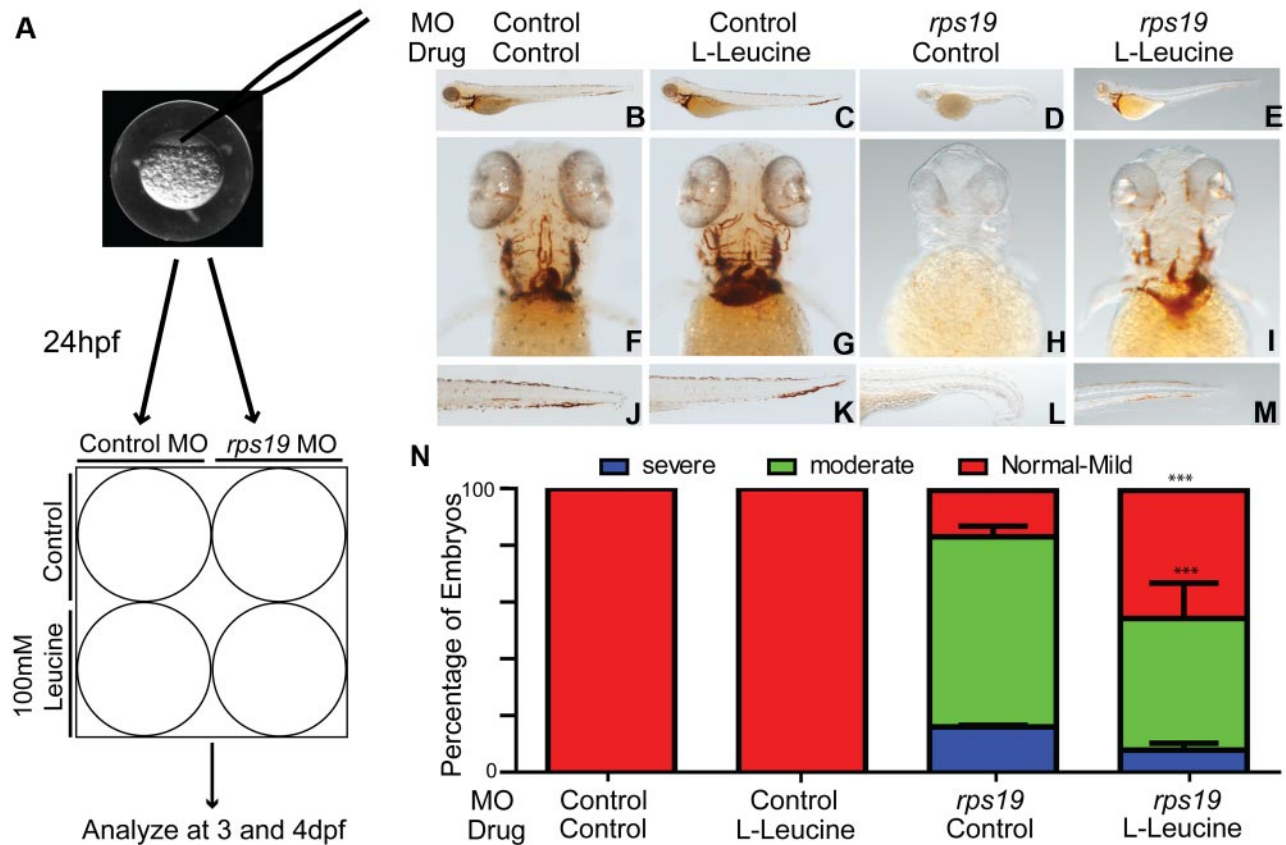 A
MO Control Control rps19 rps19
Drug Control L-Leucine Control L-Leucine
B C D E
F G H I
J K L M
24hpf
Control MO rps19 MO
Control
100mM
Leucine
Analyze at 3 and 4dpf
N
severe moderate Normal-Mild
Percentage of Embryos
100
0
***
***
MO Control Control rps19 rps19
Drug Control L-Leucine Control L-Leucine